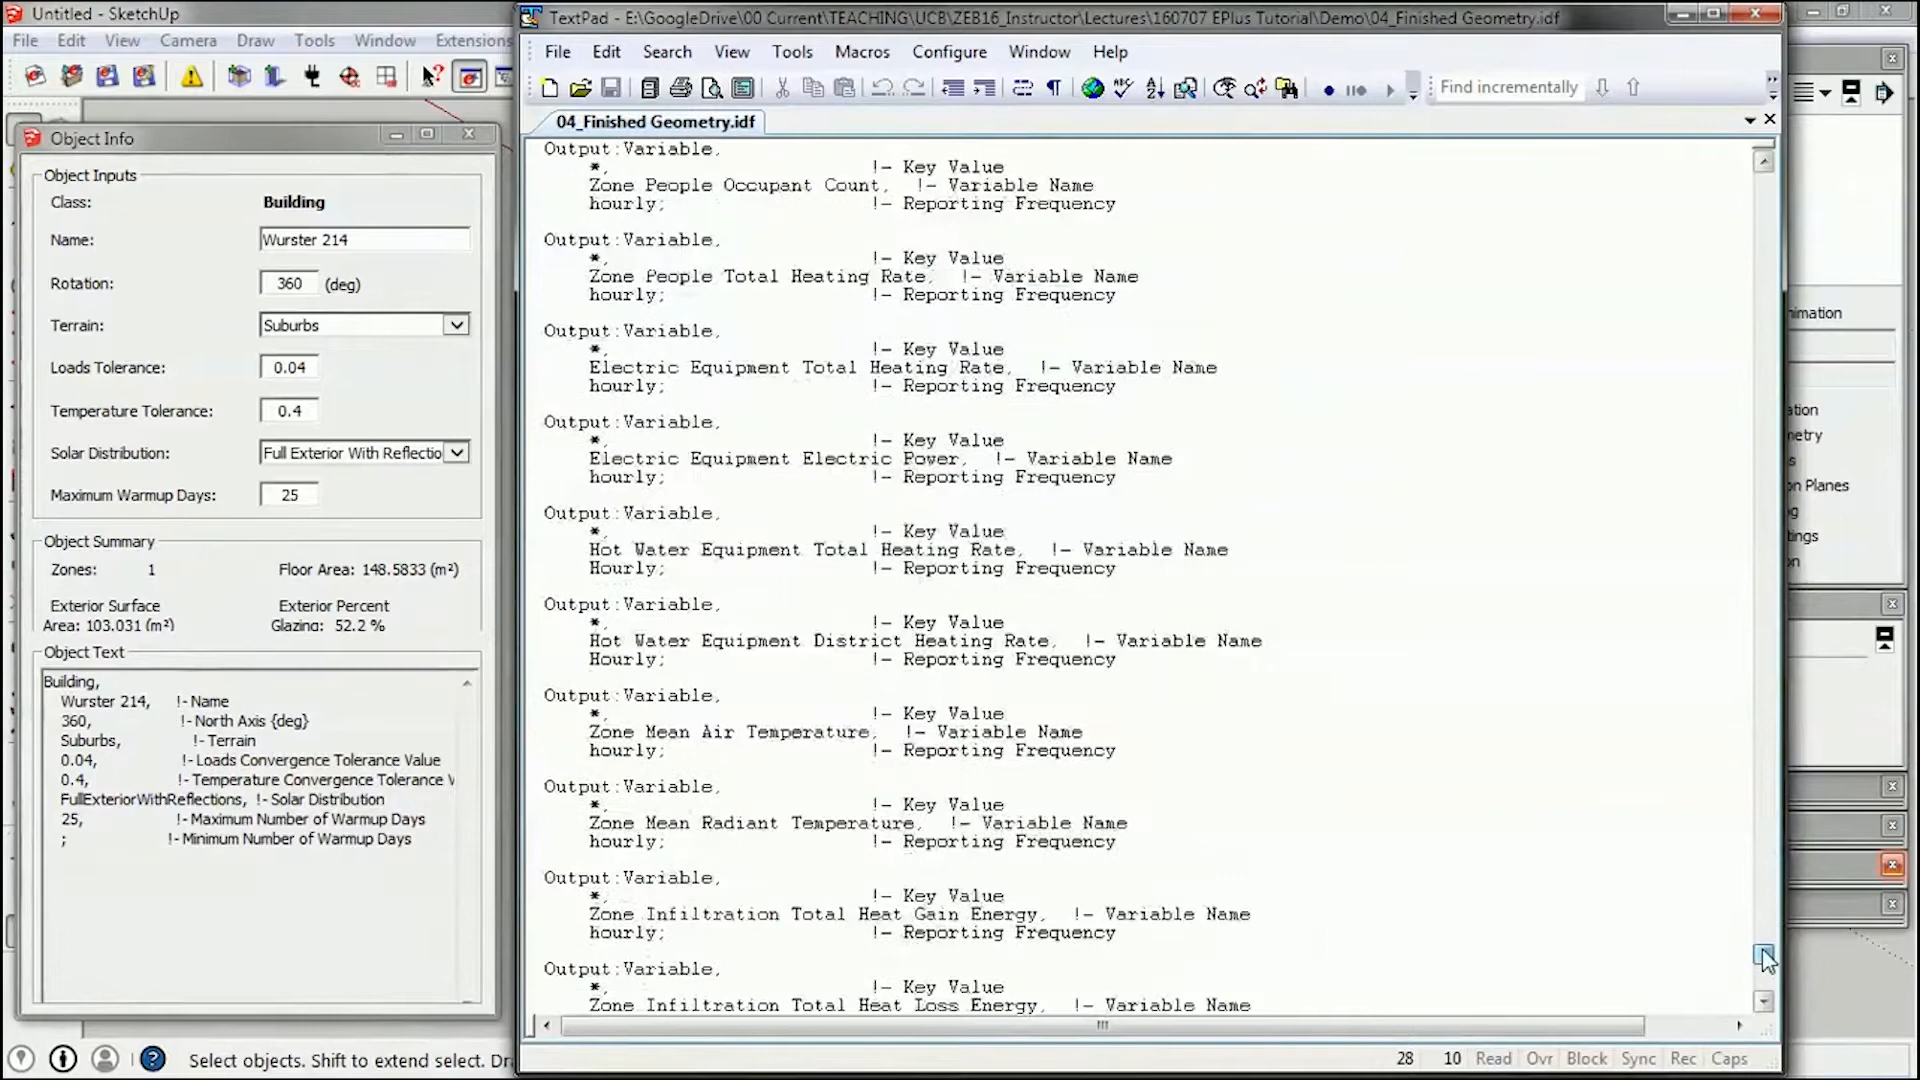 Untitled - SketchUp
File Edit View Camera Draw Tools Window Extensions
Object Info
Object Inputs
Class: Building
Name: Wurster 214
Rotation: 360 (deg)
Terrain: Suburbs
Loads Tolerance: 0.04
Temperature Tolerance: 0.4
Solar Distribution: Full Exterior With Reflectio
Maximum Warmup Days: 25
Object Summary
Zones: 1 Floor Area: 148.5833 (m²)
Exterior Surface Exterior Percent
Area: 103.031 (m²) Glazing: 52.2 %
Object Text
Building,
Wurster 214, !- Name
360, !- North Axis {deg}
Suburbs, !- Terrain
0.04, !- Loads Convergence Tolerance Value
0.4, !- Temperature Convergence Tolerance V
FullExteriorWithReflections, !- Solar Distribution
25, !- Maximum Number of Warmup Days
; !- Minimum Number of Warmup Days
Select objects. Shift to extend select. Dr
TextPad - E:\GoogleDrive\00 Current\TEACHING\UCB\ZEB16_Instructor\Lectures\160707 EPlus Tutorial\Demo\04_Finished Geometry.idf
File Edit Search View Tools Macros Configure Window Help
Find incrementally
04_Finished Geometry.idf
Output:Variable,
*, !- Key Value
Zone People Occupant Count, !- Variable Name
hourly; !- Reporting Frequency
Output:Variable,
*, !- Key Value
Zone People Total Heating Rate, !- Variable Name
hourly; !- Reporting Frequency
Output:Variable,
*, !- Key Value
Electric Equipment Total Heating Rate, !- Variable Name
hourly; !- Reporting Frequency
Output:Variable,
*, !- Key Value
Electric Equipment Electric Power, !- Variable Name
hourly; !- Reporting Frequency
Output:Variable,
*, !- Key Value
Hot Water Equipment Total Heating Rate, !- Variable Name
Hourly; !- Reporting Frequency
Output:Variable,
*, !- Key Value
Hot Water Equipment District Heating Rate, !- Variable Name
Hourly; !- Reporting Frequency
Output:Variable,
*, !- Key Value
Zone Mean Air Temperature, !- Variable Name
hourly; !- Reporting Frequency
Output:Variable,
*, !- Key Value
Zone Mean Radiant Temperature, !- Variable Name
hourly; !- Reporting Frequency
Output:Variable,
*, !- Key Value
Zone Infiltration Total Heat Gain Energy, !- Variable Name
hourly; !- Reporting Frequency
Output:Variable,
*, !- Key Value
Zone Infiltration Total Heat Loss Energy, !- Variable Name
28 10 Read Ovr Block Sync Rec Caps
nimation
ation
metry
s
on Planes
ng
ttings
on